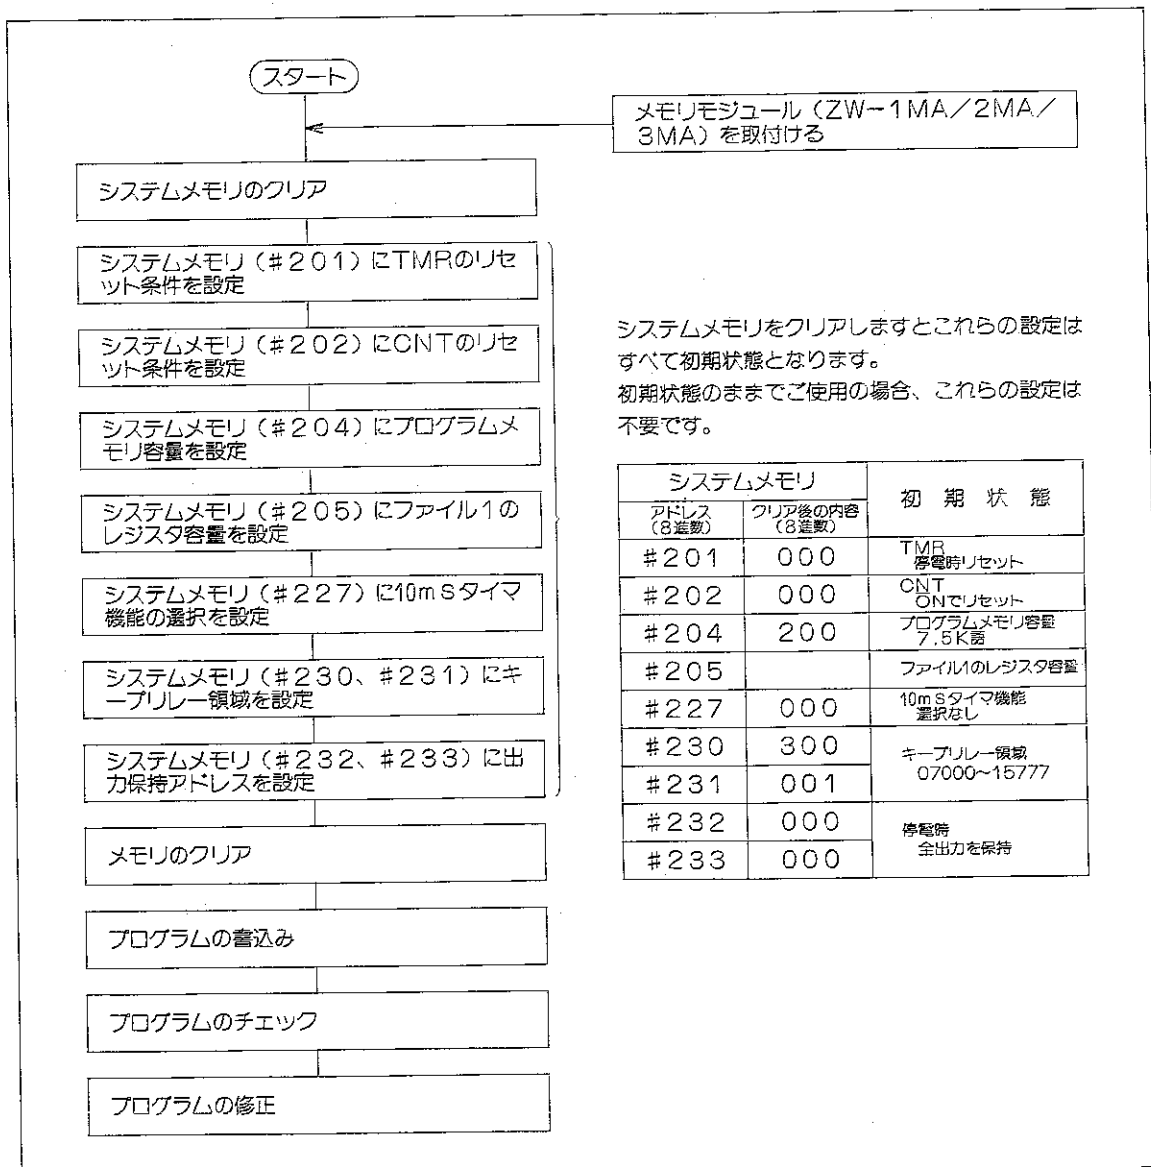 スタート
メモリモジュール（ZW－1MA／2MA／
3MA）を取付ける
システムメモリのクリア
システムメモリ（#201）にTMRのリセ
ット条件を設定
システムメモリ（#202）にCNTのリセ
ット条件を設定
システムメモリ（#204）にプログラムメ
モリ容量を設定
システムメモリ（#205）にファイル1の
レジスタ容量を設定
システムメモリ（#227）に10mSタイマ
機能の選択を設定
システムメモリ（#230、#231）にキ
ープリレー領域を設定
システムメモリ（#232、#233）に出
力保持アドレスを設定
メモリのクリア
プログラムの書込み
プログラムのチェック
プログラムの修正
システムメモリをクリアしますとこれらの設定は
すべて初期状態となります。
初期状態のままでご使用の場合、これらの設定は
不要です。
システムメモリ 初期状態
アドレス（8進数） クリア後の内容（8進数）
#201 000 TMR 停電時リセット
#202 000 CNT ONでリセット
#204 200 プログラムメモリ容量 7.5K語
#205 ファイル1のレジスタ容量
#227 000 10mSタイマ機能 選択なし
#230 300 キープリレー領域
#231 001 07000~15777
#232 000 停電時
#233 000 全出力を保持